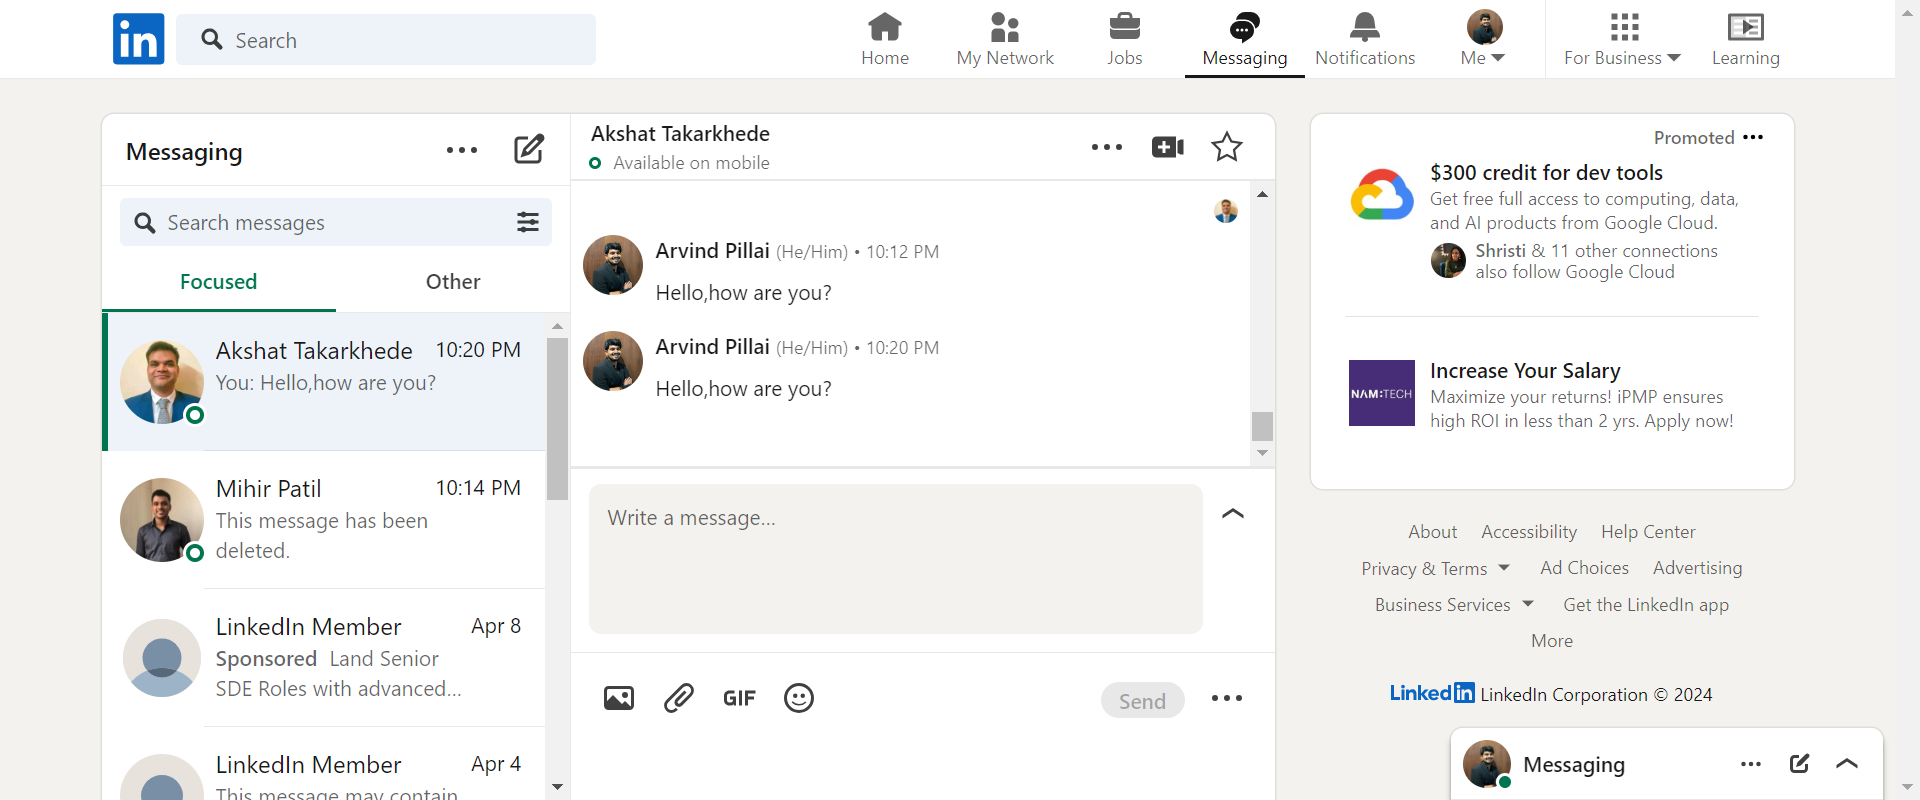 in
Search
Home
My Network
Jobs
Messaging
Notifications
Me
For Business
Learning
Messaging
Search messages
Focused
Other
Akshat Takarkhede 10:20 PM
You: Hello,how are you?
Mihir Patil 10:14 PM
This message has been
deleted.
LinkedIn Member Apr 8
Sponsored Land Senior
SDE Roles with advanced...
LinkedIn Member Apr 4
This message may contain
Akshat Takarkhede
Available on mobile
Arvind Pillai (He/Him) • 10:12 PM
Hello,how are you?
Arvind Pillai (He/Him) • 10:20 PM
Hello,how are you?
Write a message...
GIF
Send
Promoted
$300 credit for dev tools
Get free full access to computing, data,
and AI products from Google Cloud.
Shristi & 11 other connections
also follow Google Cloud
NAM:TECH
Increase Your Salary
Maximize your returns! iPMP ensures
high ROI in less than 2 yrs. Apply now!
About Accessibility Help Center
Privacy & Terms Ad Choices Advertising
Business Services Get the LinkedIn app
More
LinkedIn LinkedIn Corporation © 2024
Messaging